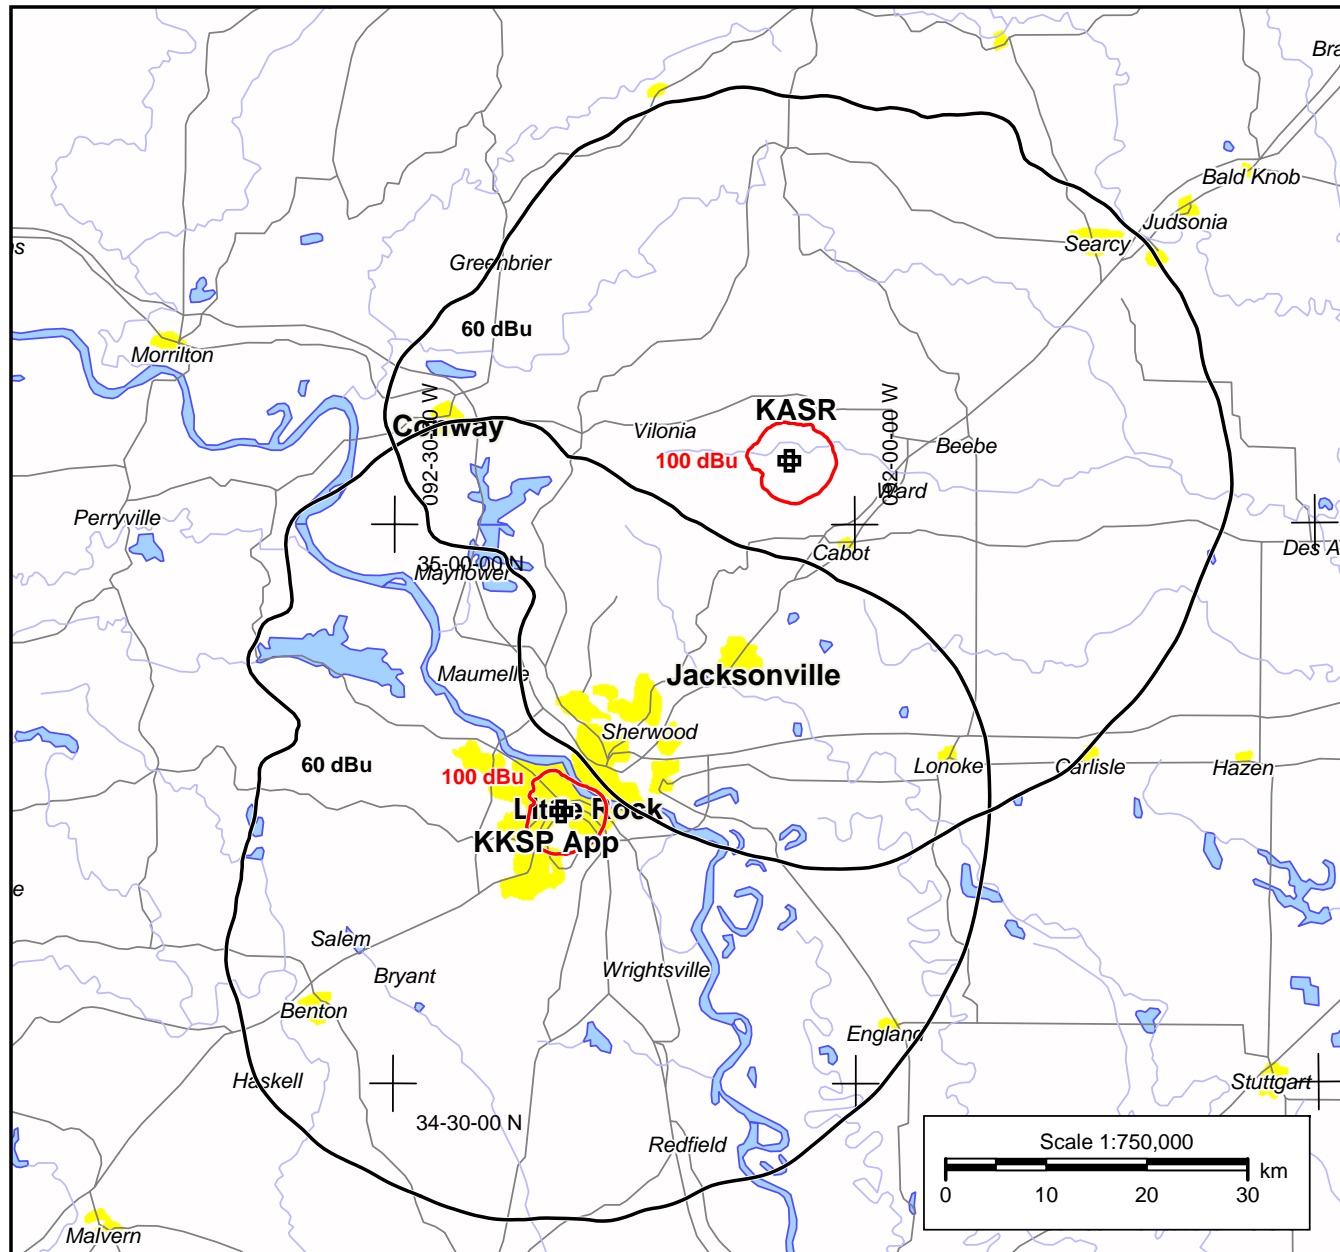 Bra
Bald Knob
Judsonia
Searcy
s
Greenbrier
60 dBu
Morrilton
KASR
Conway
092-30-00 W
092-00-00 W
Vilonia
Beebe
100 dBu
Ward
Perryville
Cabot
Des A
35-00-00 N
Mayflower
Maumelle
Jacksonville
Sherwood
60 dBu
100 dBu
Lonoke
Carlisle
Hazen
Little Rock
KKSP App
e
Salem
Bryant
Wrightsville
Benton
England
Haskell
Stuttgart
34-30-00 N
Redfield
Scale 1:750,000
km
0 10 20 30
Malvern